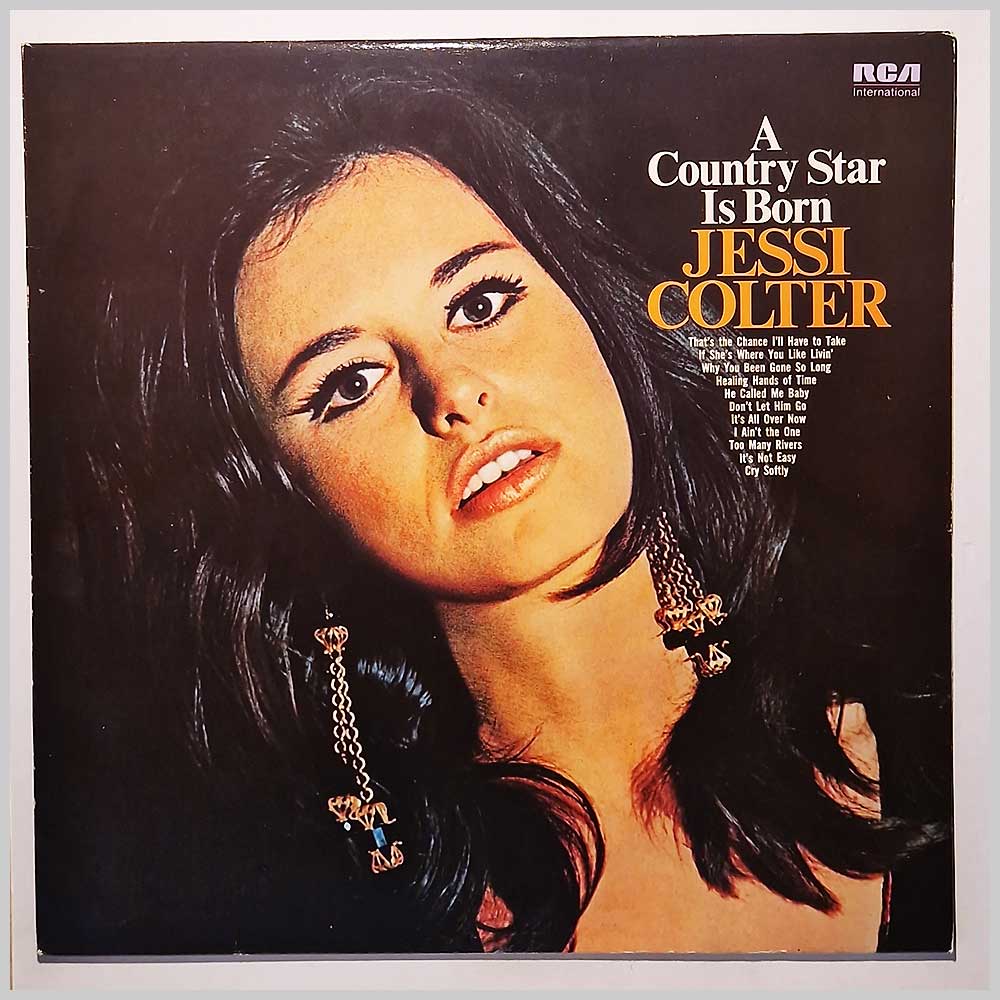 RCA
International
A
Country Star
Is Born
JESSI
COLTER
That's the Chance I'll Have to Take
If She's Where You Like Livin'
Why You Been Gone So Long
Healing Hands of Time
He Called Me Baby
Don't Let Him Go
It's All Over Now
I Ain't the One
Too Many Rivers
It's Not Easy
Cry Softly